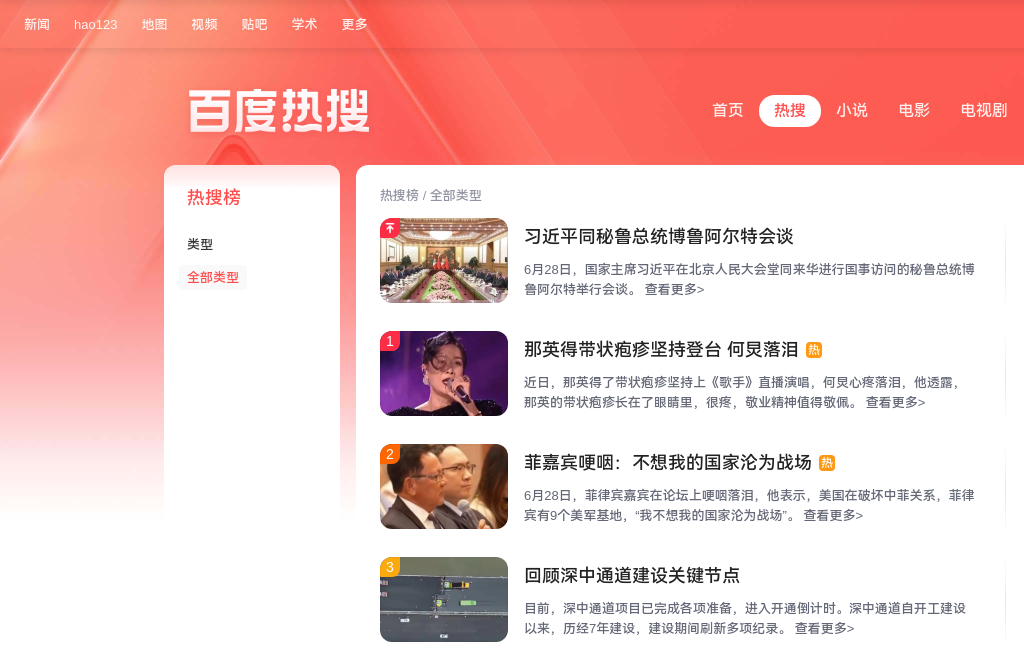 新闻 hao123 地图 视频 贴吧 学术 更多
百度热搜
首页 热搜 小说 电影 电视剧
热搜榜
类型
全部类型
热搜榜 / 全部类型
习近平同秘鲁总统博鲁阿尔特会谈
6月28日，国家主席习近平在北京人民大会堂同来华进行国事访问的秘鲁总统博
鲁阿尔特举行会谈。 查看更多>
1
那英得带状疱疹坚持登台 何炅落泪 热
近日，那英得了带状疱疹坚持上《歌手》直播演唱，何炅心疼落泪，他透露，
那英的带状疱疹长在了眼睛里，很疼，敬业精神值得敬佩。 查看更多>
2
菲嘉宾哽咽：不想我的国家沦为战场 热
6月28日，菲律宾嘉宾在论坛上哽咽落泪，他表示，美国在破坏中菲关系，菲律
宾有9个美军基地，“我不想我的国家沦为战场”。 查看更多>
3
回顾深中通道建设关键节点
目前，深中通道项目已完成各项准备，进入开通倒计时。深中通道自开工建设
以来，历经7年建设，建设期间刷新多项纪录。 查看更多>